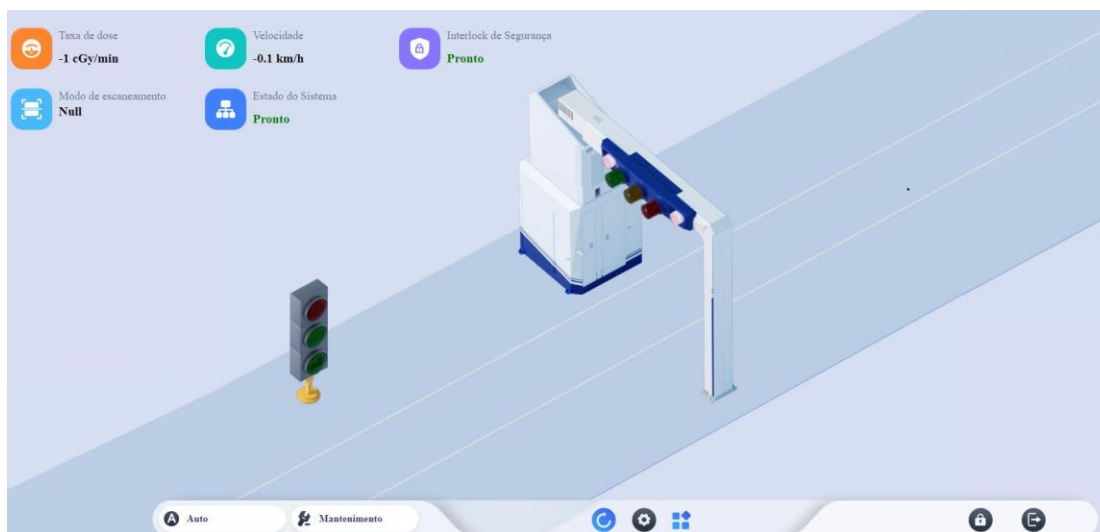 Taxa de dose
-1 cGy/min
Velocidade
-0.1 km/h
Interlock de Segurança
Pronto
Modo de escaneamento
Null
Estado do Sistema
Pronto
A Auto
Mantenimento